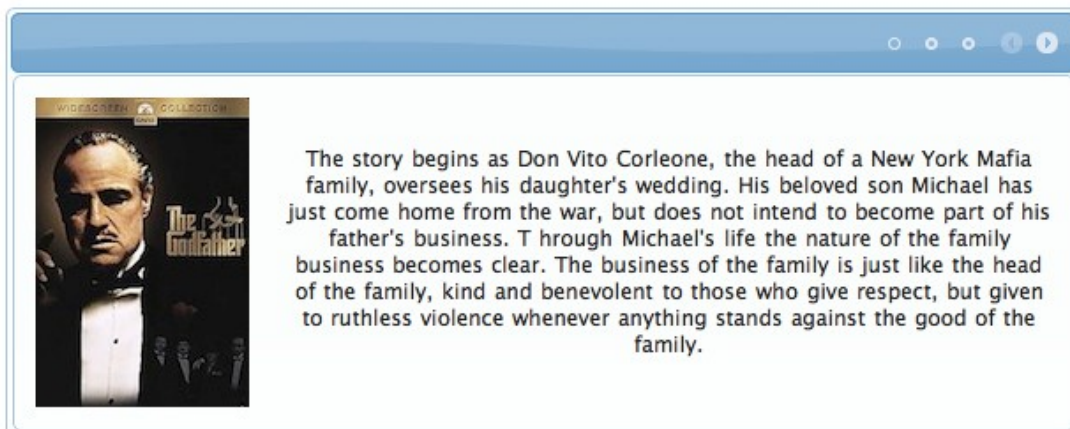 WIDESCREEN COLLECTION
The
Godfather
The story begins as Don Vito Corleone, the head of a New York Mafia
family, oversees his daughter's wedding. His beloved son Michael has
just come home from the war, but does not intend to become part of his
father's business. T hrough Michael's life the nature of the family
business becomes clear. The business of the family is just like the head
of the family, kind and benevolent to those who give respect, but given
to ruthless violence whenever anything stands against the good of the
family.